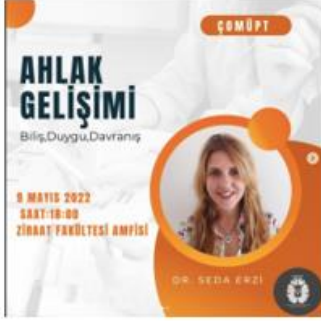 ÇOMÜPT
AHLAK
GELİŞİMİ
Biliş,Duygu,Davranış
9 MAYIS 2022
SAAT:18:00
ZİRAAT FAKÜLTESİ AMFİSİ
DR. SEDA ERZİ